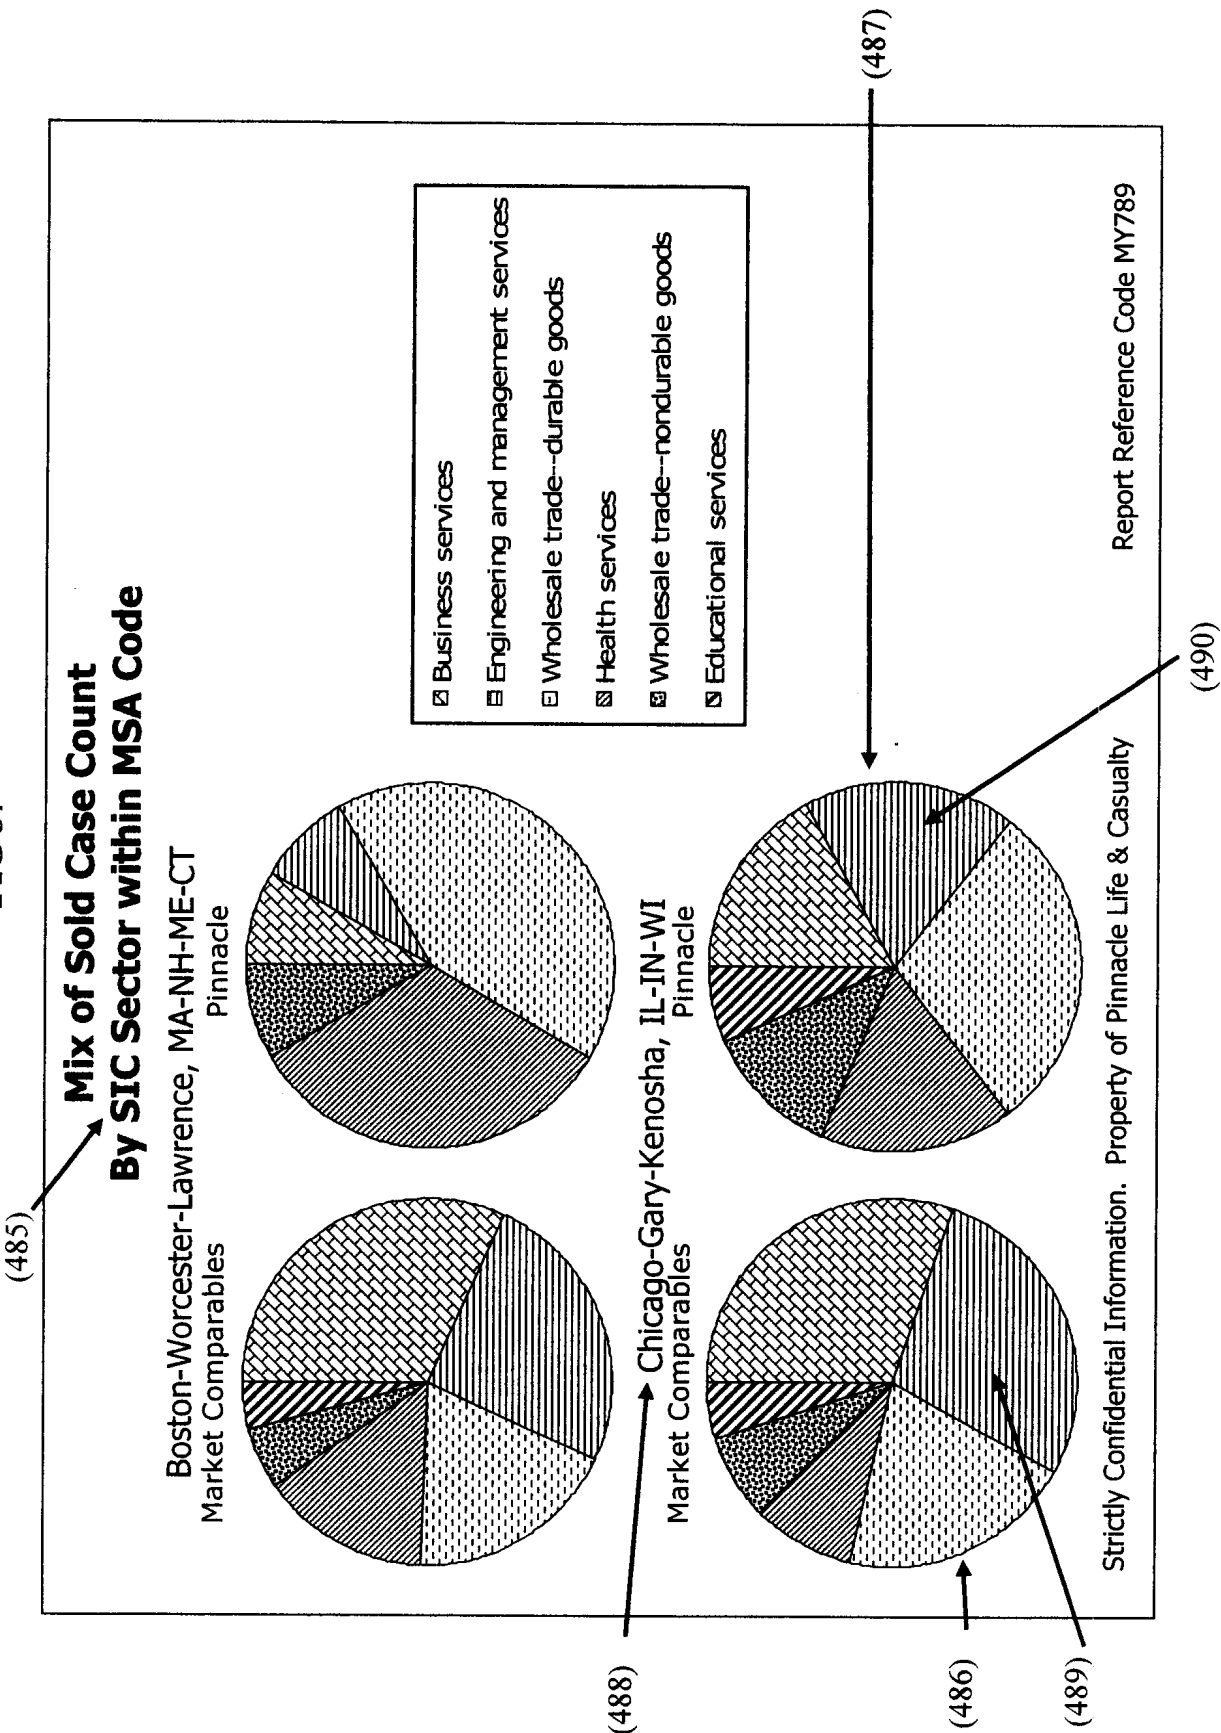 (485)
Mix of Sold Case Count
By SIC Sector within MSA Code
Boston-Worcester-Lawrence, MA-NH-ME-CT
Market Comparables
Pinnacle
Business services
Engineering and management services
Wholesale trade--durable goods
Health services
Wholesale trade--nondurable goods
Educational services
(488)
Chicago-Gary-Kenosha, IL-IN-WI
Market Comparables
Pinnacle
(487)
(486)
(489)
(490)
Strictly Confidential Information. Property of Pinnacle Life & Casualty
Report Reference Code MY789